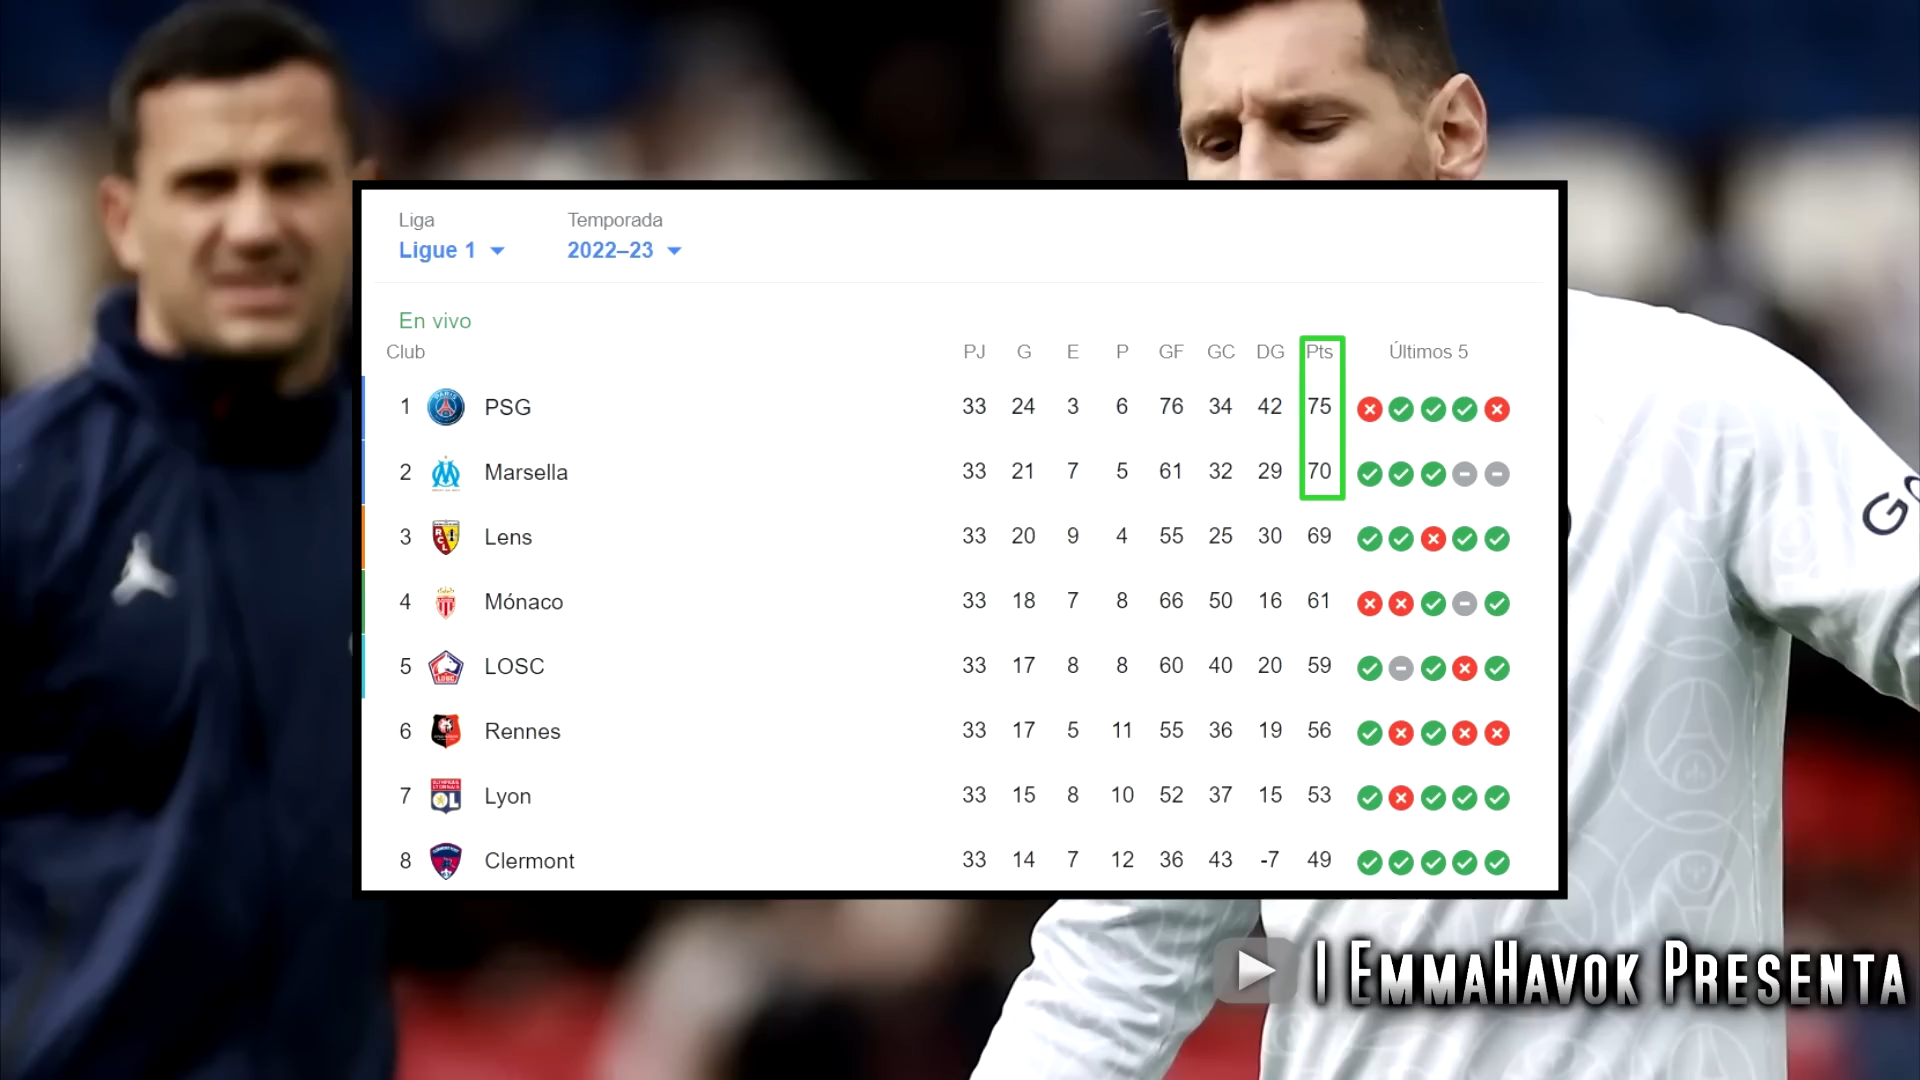 Liga Temporada
Ligue 1 2022–23
En vivo
Club PJ G E P GF GC DG Pts Últimos 5
1 PSG 33 24 3 6 76 34 42 75
2 Marsella 33 21 7 5 61 32 29 70
3 Lens 33 20 9 4 55 25 30 69
4 Mónaco 33 18 7 8 66 50 16 61
5 LOSC 33 17 8 8 60 40 20 59
6 Rennes 33 17 5 11 55 36 19 56
7 Lyon 33 15 8 10 52 37 15 53
8 Clermont 33 14 7 12 36 43 -7 49
| EmmaHavok Presenta